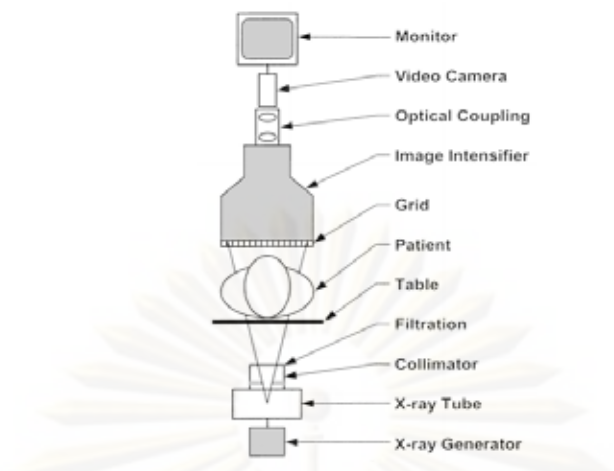 Monitor
Video Camera
Optical Coupling
Image Intensifier
Grid
Patient
Table
Filtration
Collimator
X-ray Tube
X-ray Generator